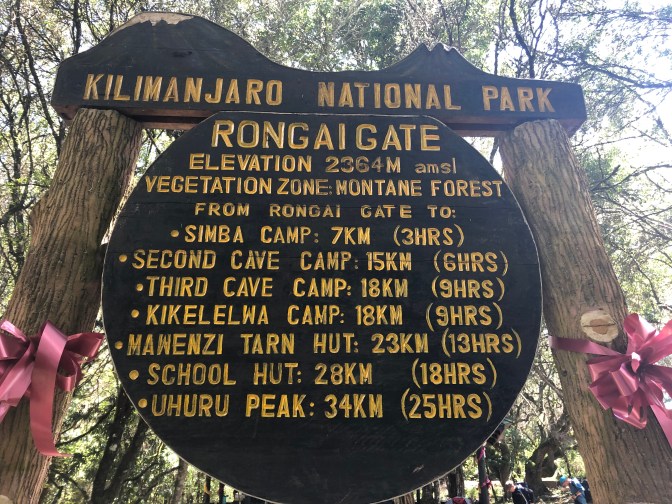 KILIMANJARO NATIONAL PARK
RONGAI GATE
ELEVATION 2364M amsl
VEGETATION ZONE: MONTANE FOREST
FROM RONGAI GATE TO:
• SIMBA CAMP: 7KM (3HRS)
• SECOND CAVE CAMP: 15KM (6HRS)
• THIRD CAVE CAMP: 18KM (9HRS)
• KIKELELWA CAMP: 18KM (9HRS)
• MAWENZI TARN HUT: 23KM (13HRS)
• SCHOOL HUT: 28KM (18HRS)
• UHURU PEAK: 34KM (25HRS)